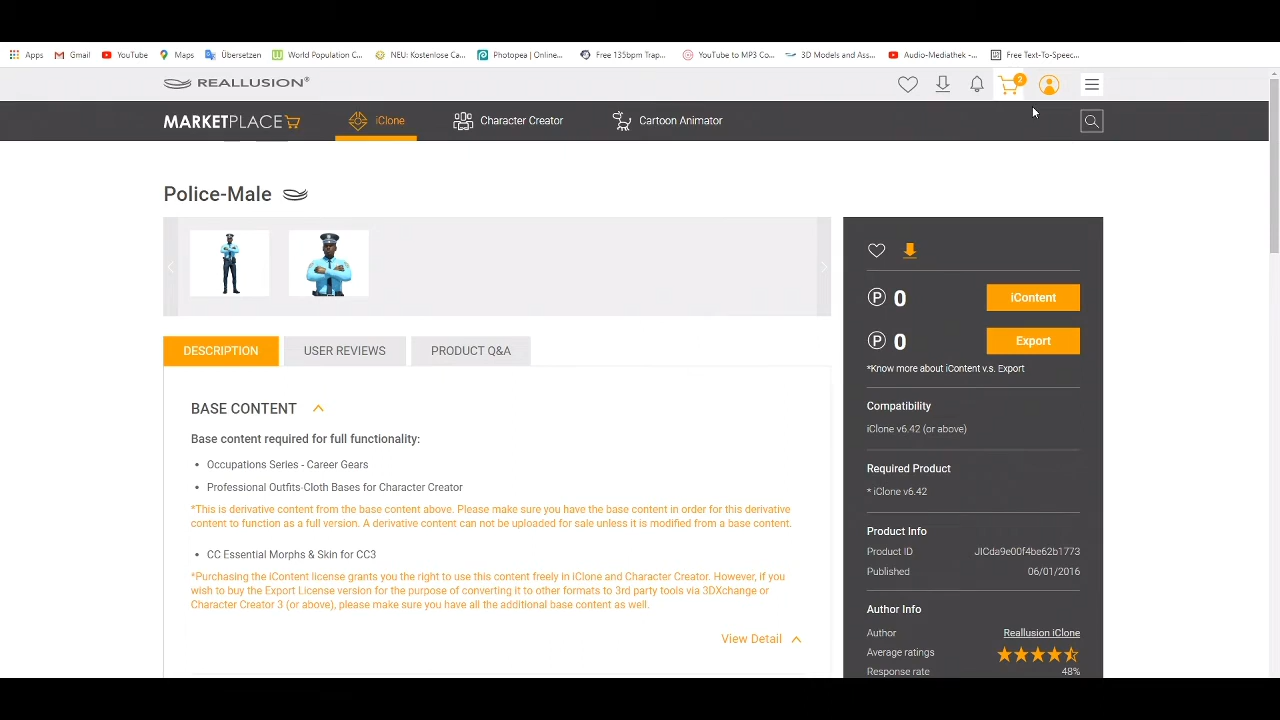 Apps Gmail YouTube Maps Übersetzen World Population C... NEU: Kostenlose Ca... Photopea | Online... Free 135bpm Trap... YouTube to MP3 Co... 3D Models and Ass... Audio-Mediathek -... Free Text-To-Speec...
REALLUSION®
2
MARKETPLACE iClone Character Creator Cartoon Animator
Police-Male
P 0 iContent
P 0 Export
*Know more about iContent v.s. Export
DESCRIPTION USER REVIEWS PRODUCT Q&A
BASE CONTENT
Base content required for full functionality:
• Occupations Series - Career Gears
• Professional Outfits-Cloth Bases for Character Creator
*This is derivative content from the base content above. Please make sure you have the base content in order for this derivative
content to function as a full version. A derivative content can not be uploaded for sale unless it is modified from a base content.
• CC Essential Morphs & Skin for CC3
*Purchasing the iContent license grants you the right to use this content freely in iClone and Character Creator. However, if you
wish to buy the Export License version for the purpose of converting it to other formats to 3rd party tools via 3DXchange or
Character Creator 3 (or above), please make sure you have all the additional base content as well.
View Detail
Compatibility
iClone v6.42 (or above)
Required Product
* iClone v6.42
Product Info
Product ID JICda9e00f4be62b1773
Published 06/01/2016
Author Info
Author Reallusion iClone
Average ratings
Response rate 48%